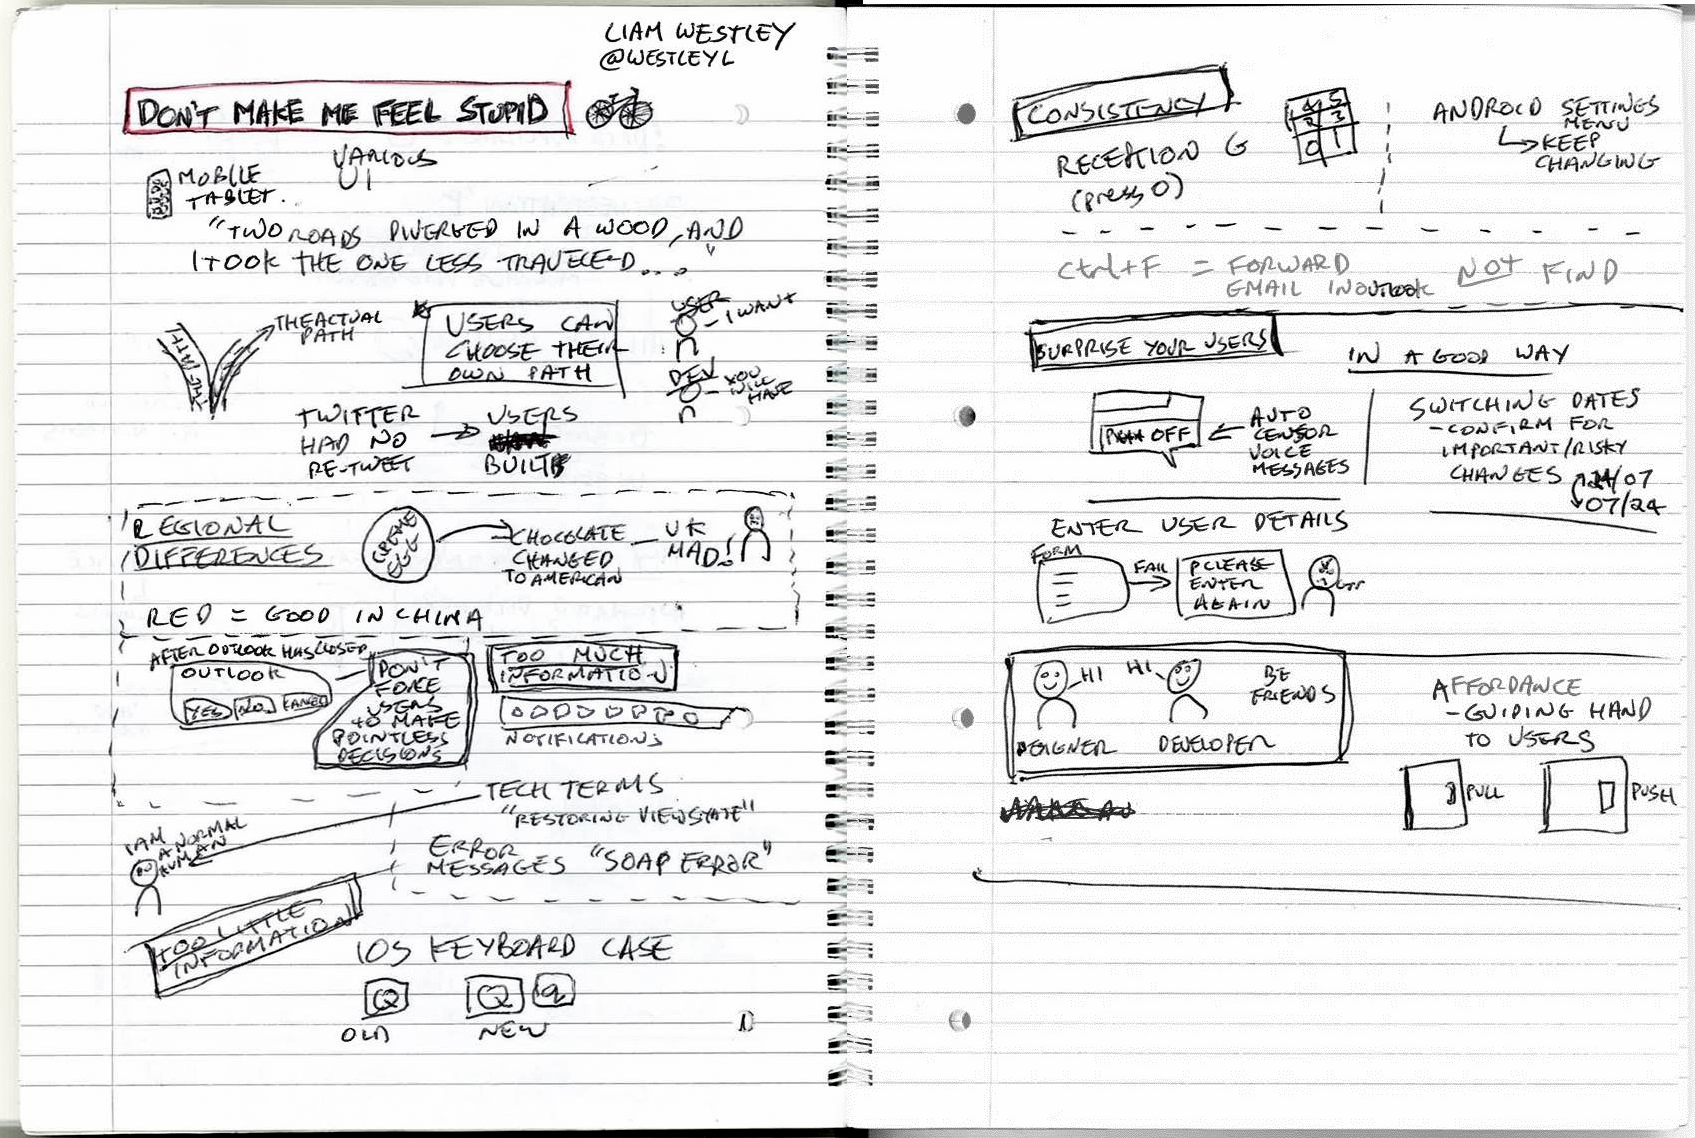 LIAM WESTLEY
@WESTLEYL
DON'T MAKE ME FEEL STUPID
VARIOUS
UI
MOBILE
TABLET..
"TWO ROADS DIVERGED IN A WOOD, AND
I TOOK THE ONE LESS TRAVELED...."
THE ACTUAL
PATH
THE PATH
USERS CAN
CHOOSE THEIR
OWN PATH
USER
- I WANT
DEV
- YOU
WILL
HAVE
TWITTER
HAD NO
RE-TWEET
USERS
BUILT
REGIONAL
DIFFERENCES
CREME
EGG
CHOCOLATE
CHANGED
TO AMERICAN
- UK
MAD!
RED = GOOD IN CHINA
AFTER OUTLOOK HAS CLOSED...
OUTLOOK
YES NO CANCEL
DON'T
FORCE
USERS
TO MAKE
POINTLESS
DECISIONS
TOO MUCH
INFORMATION
NOTIFICATIONS
TECH TERMS
"RESTORING VIEWSTATE"
I AM
A NORMAL
HUMAN
ERROR
MESSAGES "SOAP ERROR"
TOO LITTLE
INFORMATION
IOS KEYBOARD CASE
Q
Q q
OLD
NEW
CONSISTENCY
RECEPTION G
(press 0)
4 5
2 3
0 1
ANDROID SETTINGS
MENU
KEEP
CHANGING
Ctrl+F = FORWARD
EMAIL IN OUTLOOK
NOT FIND
SURPRISE YOUR USERS
IN A GOOD WAY
OFF
AUTO
CENSOR
VOICE
MESSAGES
SWITCHING DATES
- CONFIRM FOR
IMPORTANT/RISKY
CHANGES
24/07
07/24
ENTER USER DETAILS
FORM
FAIL
PLEASE
ENTER
AGAIN
HI
HI
BE
FRIENDS
DESIGNER
DEVELOPER
AFFORDANCE
- GUIDING HAND
TO USERS
PULL
PUSH